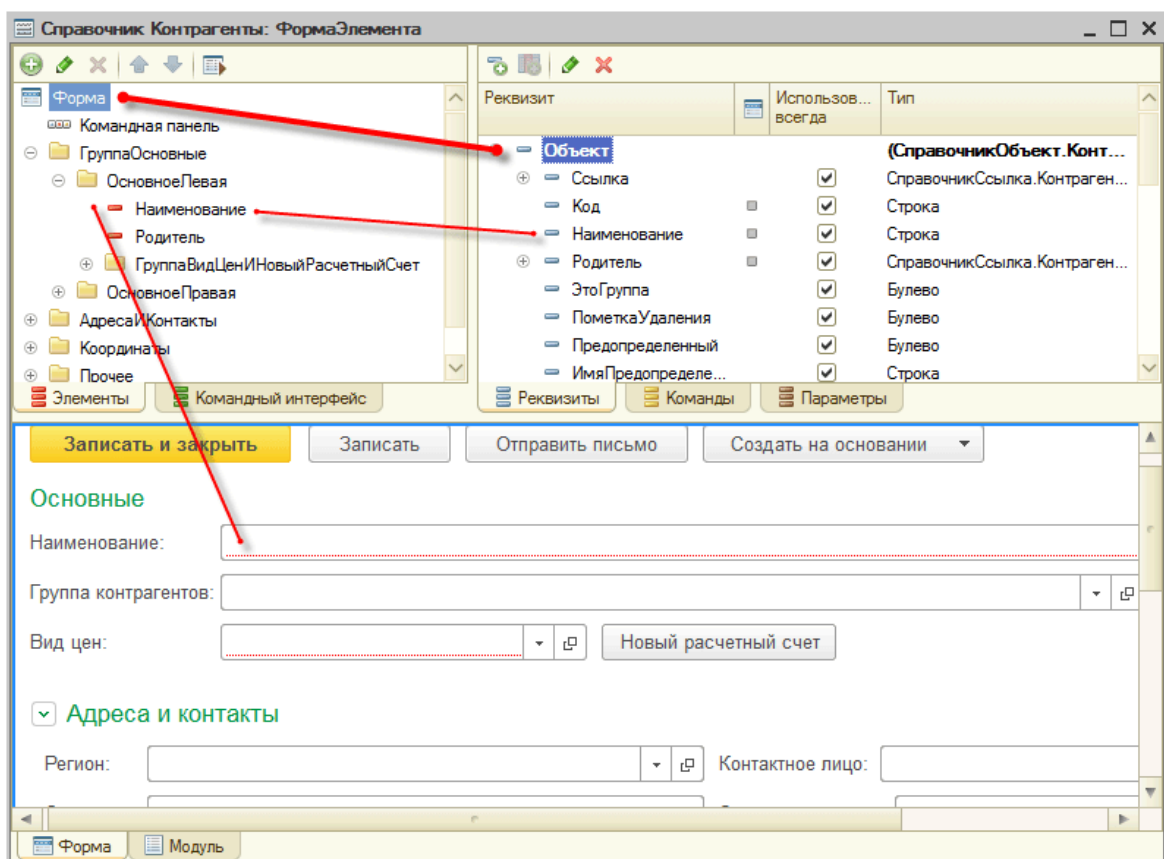 Справочник Контрагенты: ФормаЭлемента
Форма
Командная панель
ГруппаОсновные
ОсновноеЛевая
Наименование
Родитель
ГруппаВидЦенИНовыйРасчетныйСчет
ОсновноеПравая
АдресаИКонтакты
Координаты
Прочее
Элементы
Командный интерфейс
Реквизит
Использов...
всегда
Тип
Объект (СправочникОбъект.Конт...
Ссылка СправочникСсылка.Контраген...
Код Строка
Наименование Строка
Родитель СправочникСсылка.Контраген...
ЭтоГруппа Булево
ПометкаУдаления Булево
Предопределенный Булево
ИмяПредопределе... Строка
Реквизиты
Команды
Параметры
Записать и закрыть Записать Отправить письмо Создать на основании
Основные
Наименование:
Группа контрагентов:
Вид цен: Новый расчетный счет
Адреса и контакты
Регион: Контактное лицо:
Форма Модуль